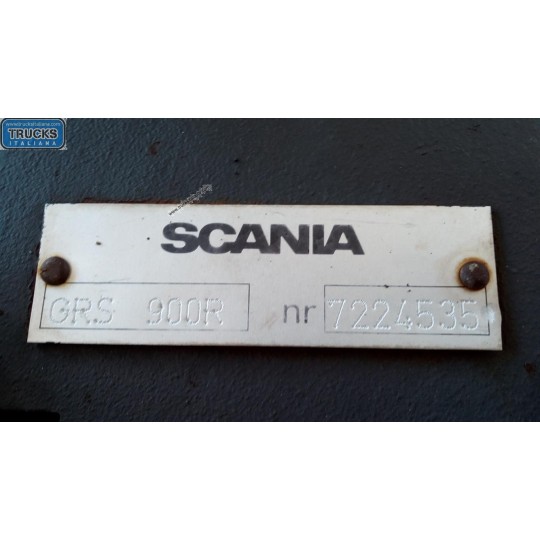 TRUCKS
ITALIANA
SCANIA
GRS 900R nr 7224535